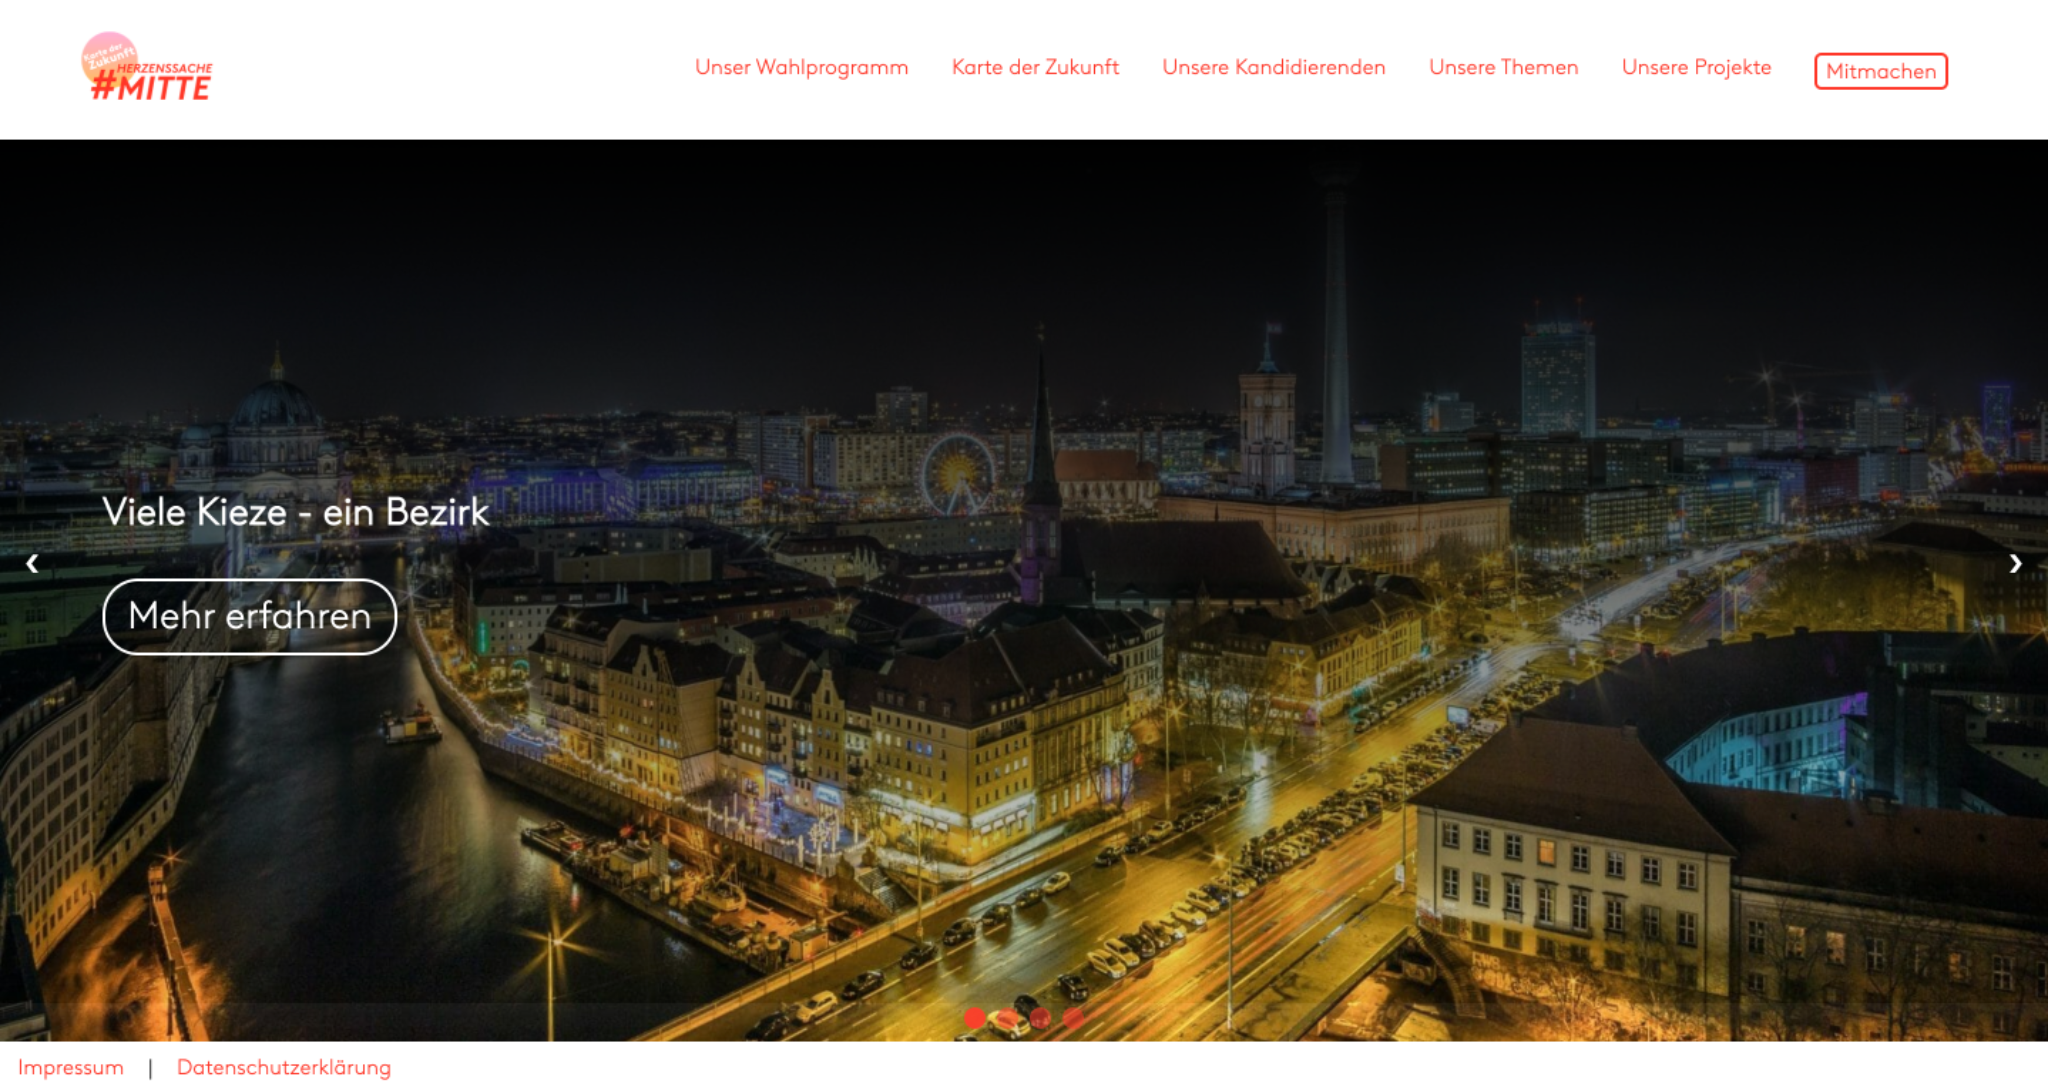 Karte der
Zukunft
HERZENSSACHE
#MITTE
Unser Wahlprogramm
Karte der Zukunft
Unsere Kandidierenden
Unsere Themen
Unsere Projekte
Mitmachen
Viele Kieze - ein Bezirk
Mehr erfahren
Impressum | Datenschutzerklärung